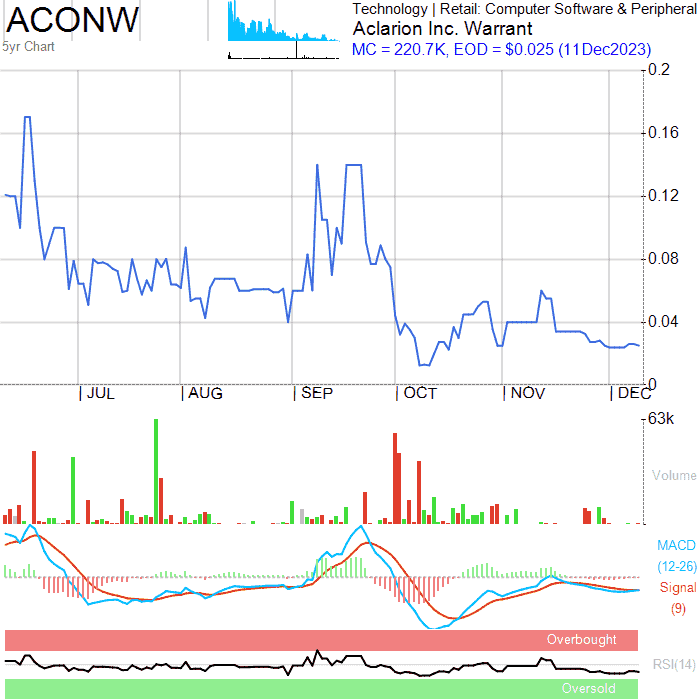 ACONW
5yr Chart
Technology | Retail: Computer Software & Peripheral
Aclarion Inc. Warrant
MC = 220.7K, EOD = $0.025 (11Dec2023)
0.2
0.16
0.12
0.08
0.04
0
| JUL | AUG | SEP | OCT | NOV | DEC
63k
Volume
MACD
(12-26)
Signal
(9)
Overbought
RSI(14)
Oversold